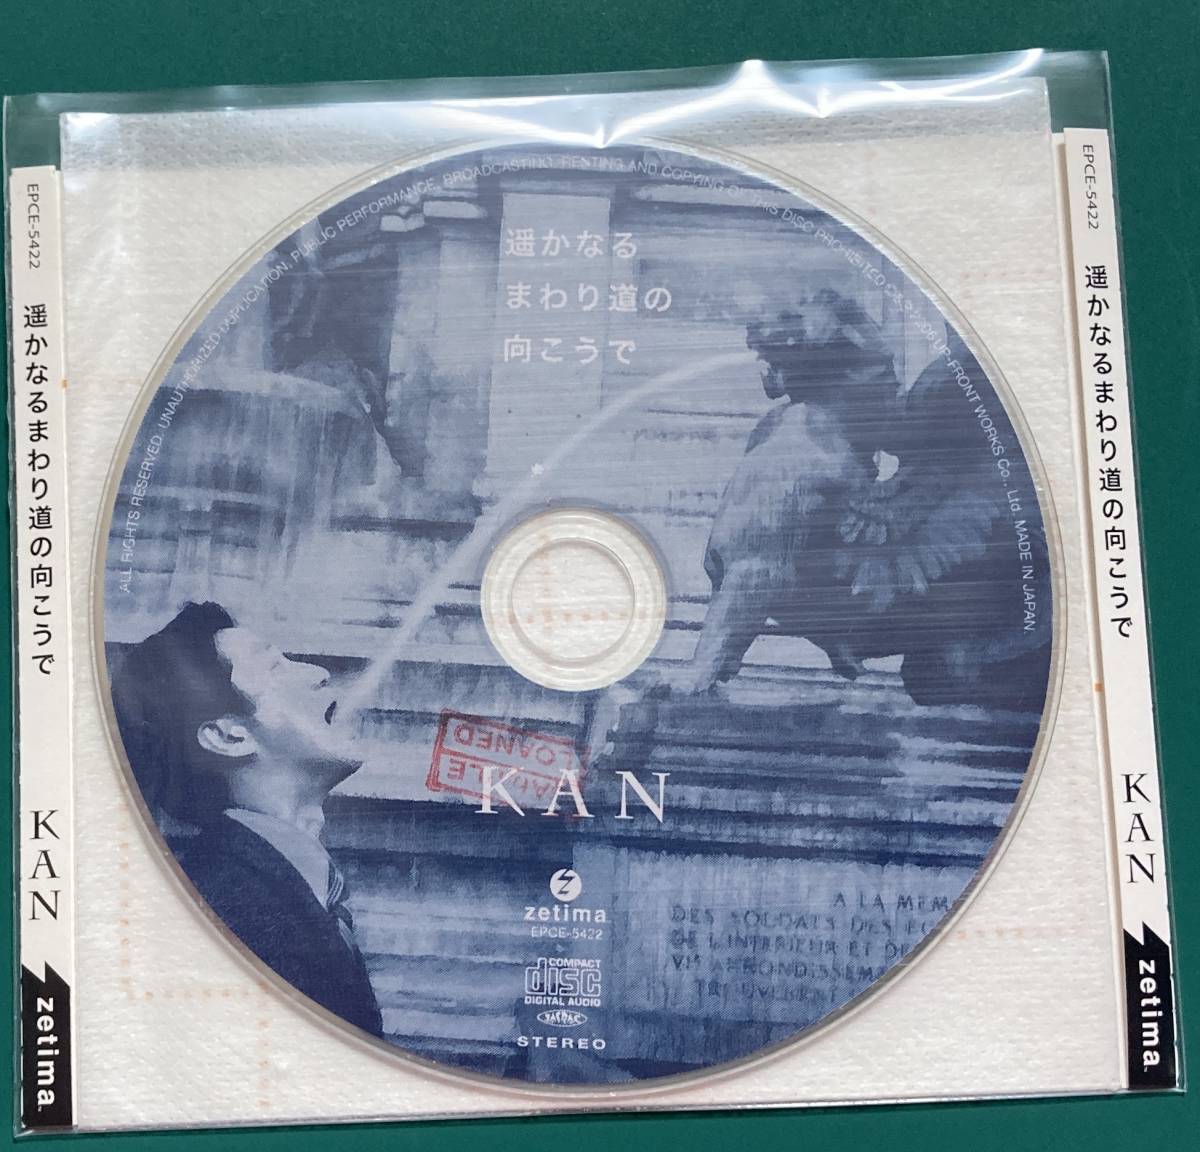 EPCE-5422
遥かなるまわり道の向こうで
KAN
zetima
ALL RIGHTS RESERVED. UNAUTHORIZED DUPLICATION, PUBLIC PERFORMANCE, BROADCASTING, RENTING AND COPYING OF THIS DISC PROHIBITED UP-FRONT WORKS Co., Ltd. MADE IN JAPAN.
遥かなる
まわり道の
向こうで
LOANED
KAN
zetima
EPCE-5422
COMPACT
disc
DIGITAL AUDIO
STEREO
A LA MEM
DES SOLDATS DES
DE L'INTERIEUR ET
EPCE-5422
遥かなるまわり道の向こうで
KAN
zetima